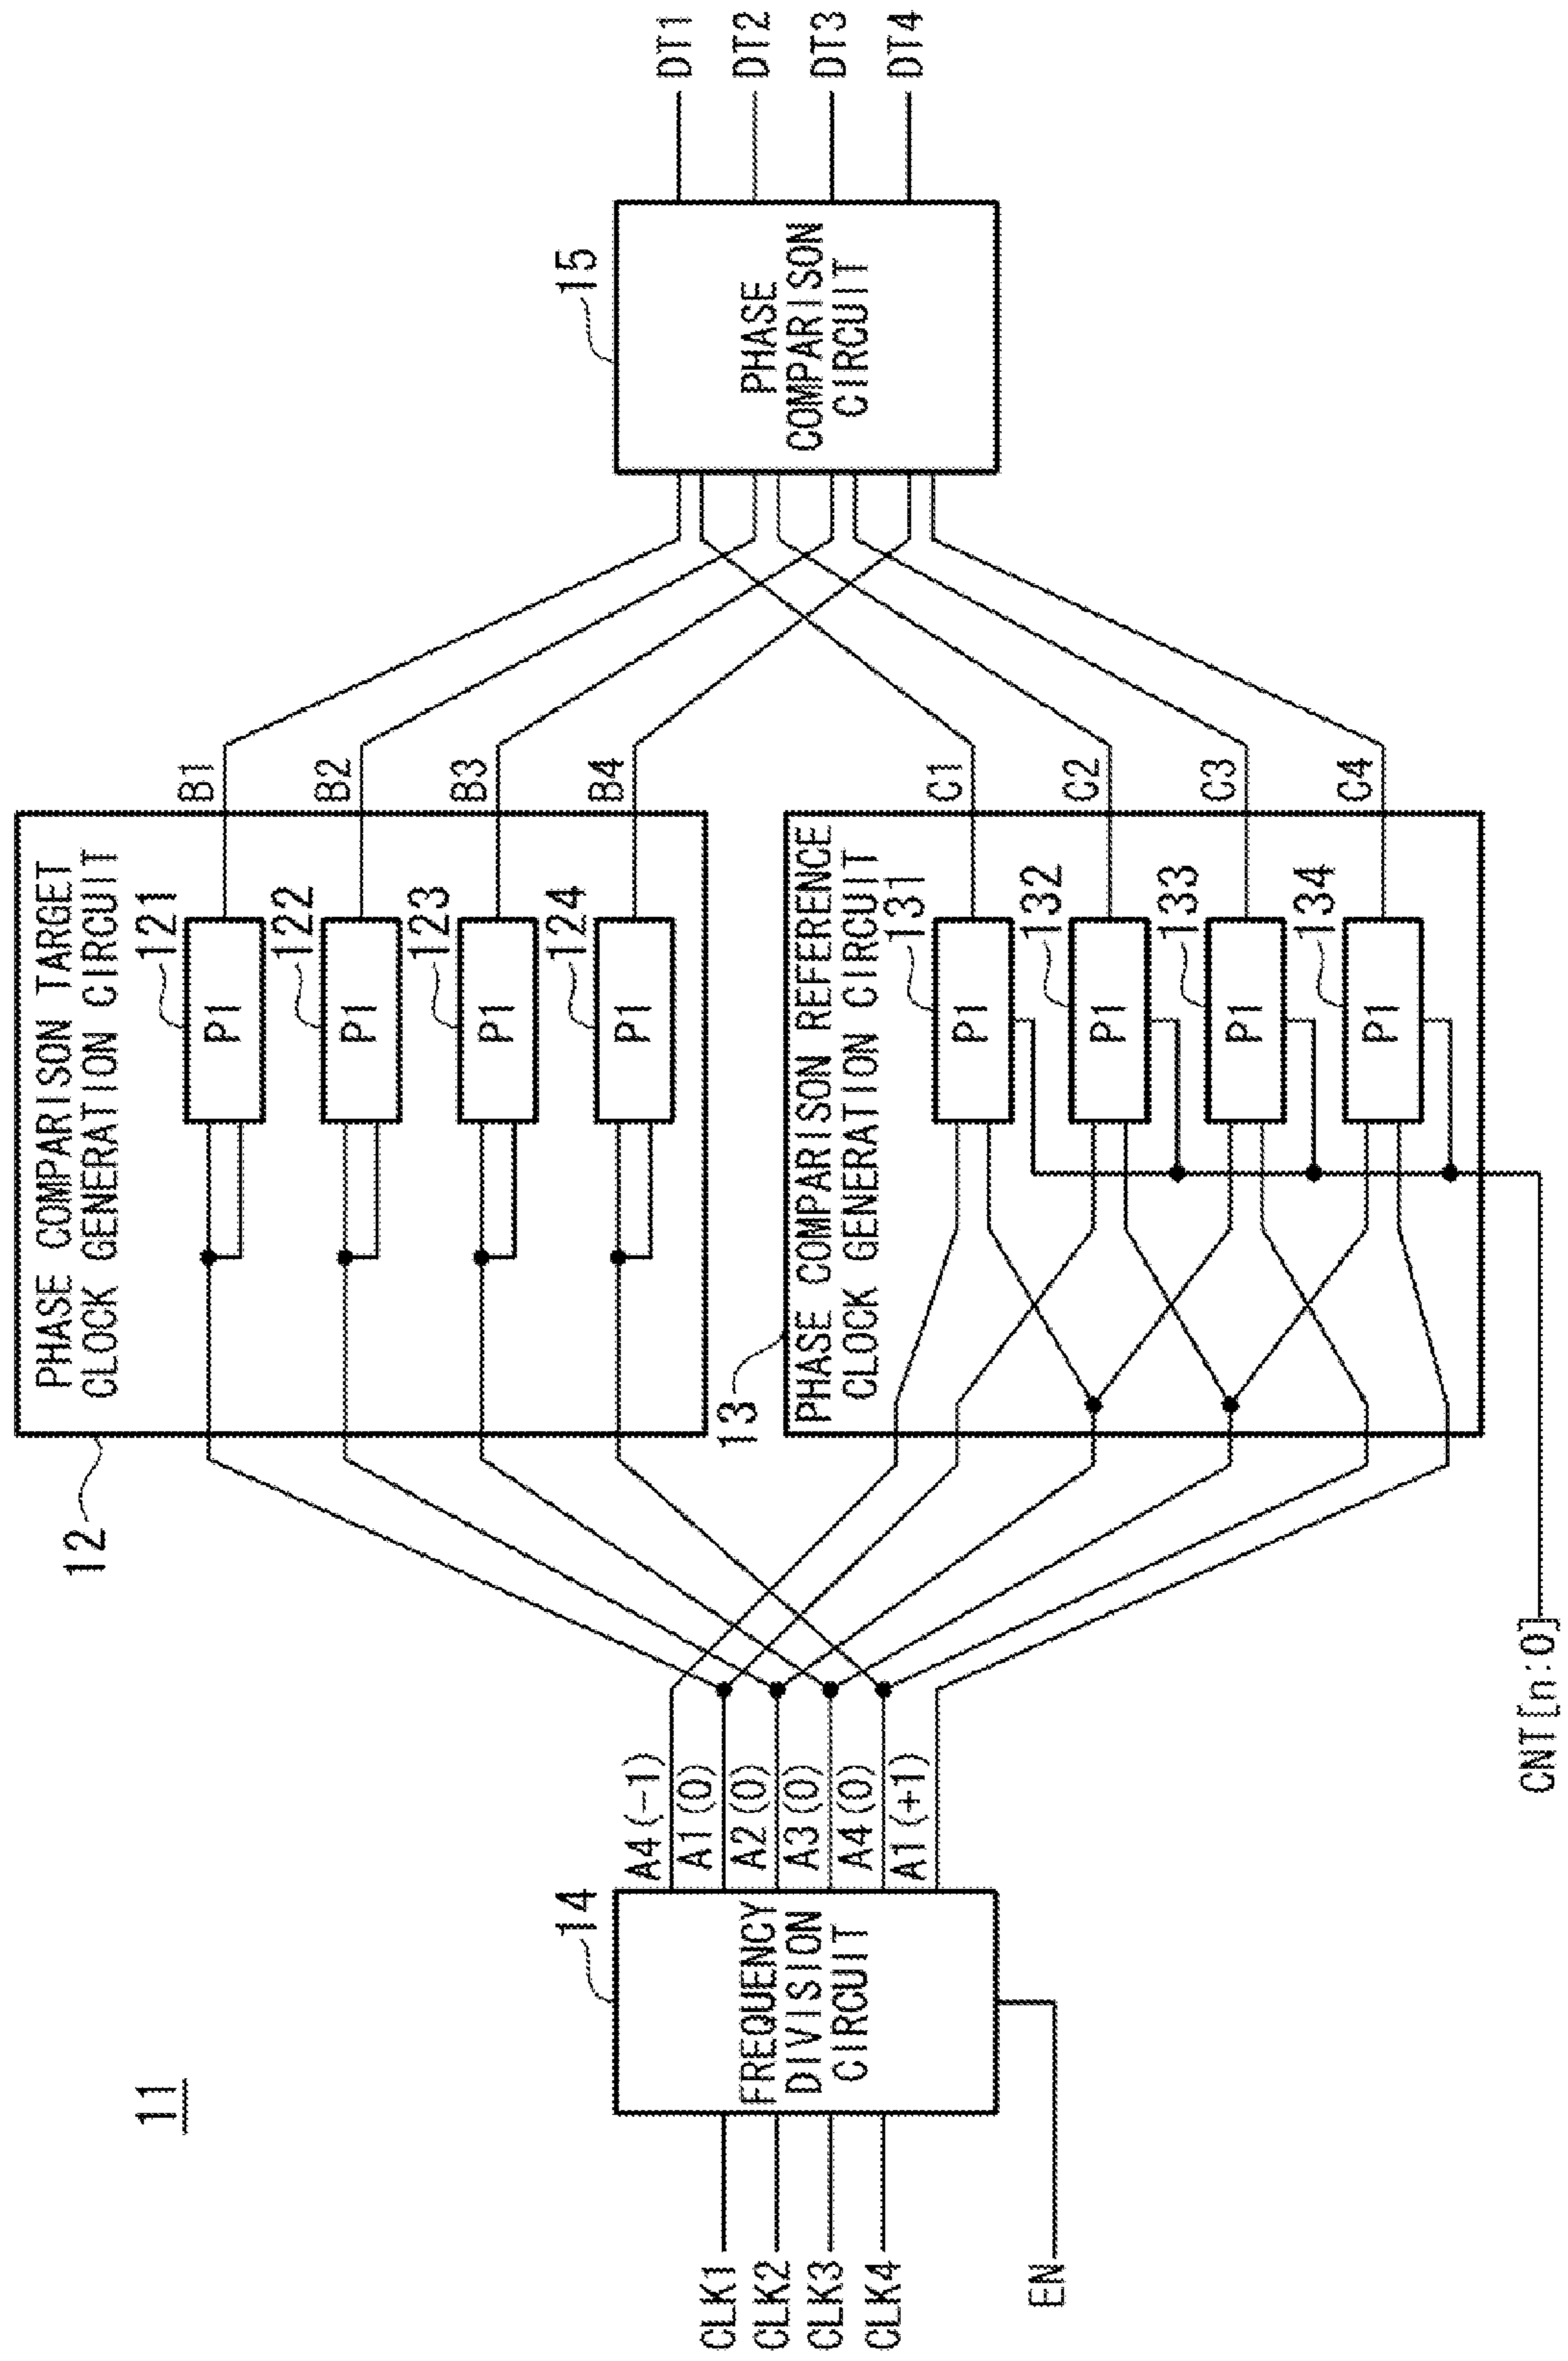 11
CLK1
CLK2
CLK3
CLK4
EN
14
FREQUENCY
DIVISION
CIRCUIT
A4(-1)
A1(0)
A2(0)
A3(0)
A4(0)
A1(+1)
12
PHASE COMPARISON TARGET
CLOCK GENERATION CIRCUIT
121
P1
122
P1
123
P1
124
P1
B1
B2
B3
B4
13
PHASE COMPARISON REFERENCE
CLOCK GENERATION CIRCUIT
131
P1
132
P1
133
P1
134
P1
C1
C2
C3
C4
CNT[n:0]
15
PHASE
COMPARISON
CIRCUIT
DT1
DT2
DT3
DT4